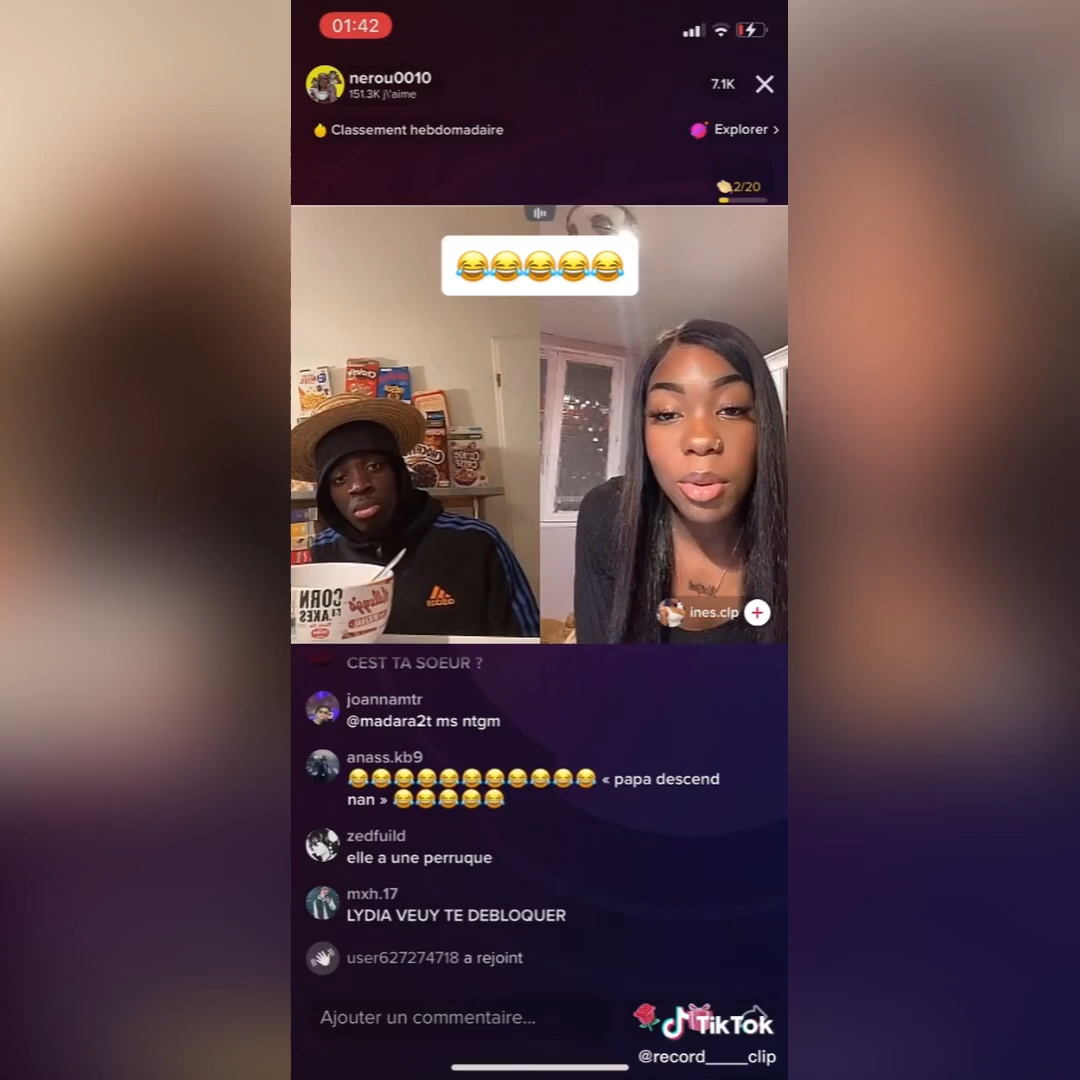 01:42
nerou0010
151.3K j\'aime
7.1K
Classement hebdomadaire
Explorer >
2/20
😂😂😂😂😂
CORN
FLAKES
Kellogg's
adidas
ines.clp
CEST TA SOEUR ?
joannamtr
@madara2t ms ntgm
anass.kb9
😂😂😂😂😂😂😂😂😂😂😂 « papa descend
nan » 😂😂😂😂😂
zedfuild
elle a une perruque
mxh.17
LYDIA VEUY TE DEBLOQUER
user627274718 a rejoint
Ajouter un commentaire...
TikTok
@record____clip